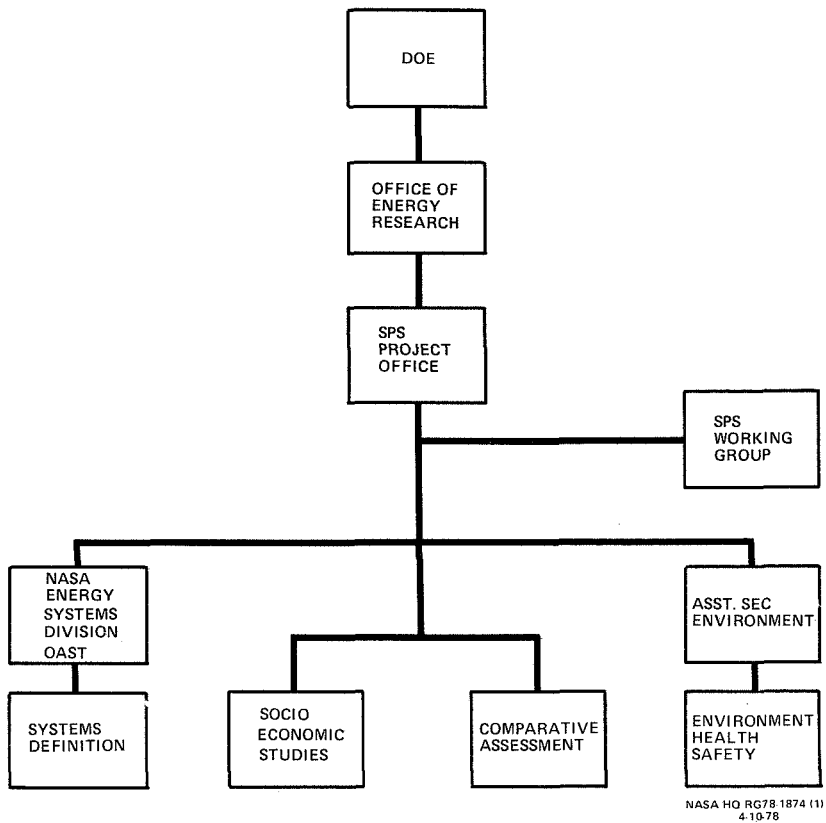 DOE
OFFICE OF
ENERGY
RESEARCH
SPS
PROJECT
OFFICE
SPS
WORKING
GROUP
NASA
ENERGY
SYSTEMS
DIVISION
OAST
ASST. SEC
ENVIRONMENT
SYSTEMS
DEFINITION
SOCIO
ECONOMIC
STUDIES
COMPARATIVE
ASSESSMENT
ENVIRONMENT
HEALTH
SAFETY
NASA HQ RG78-1874 (1)
4-10-78